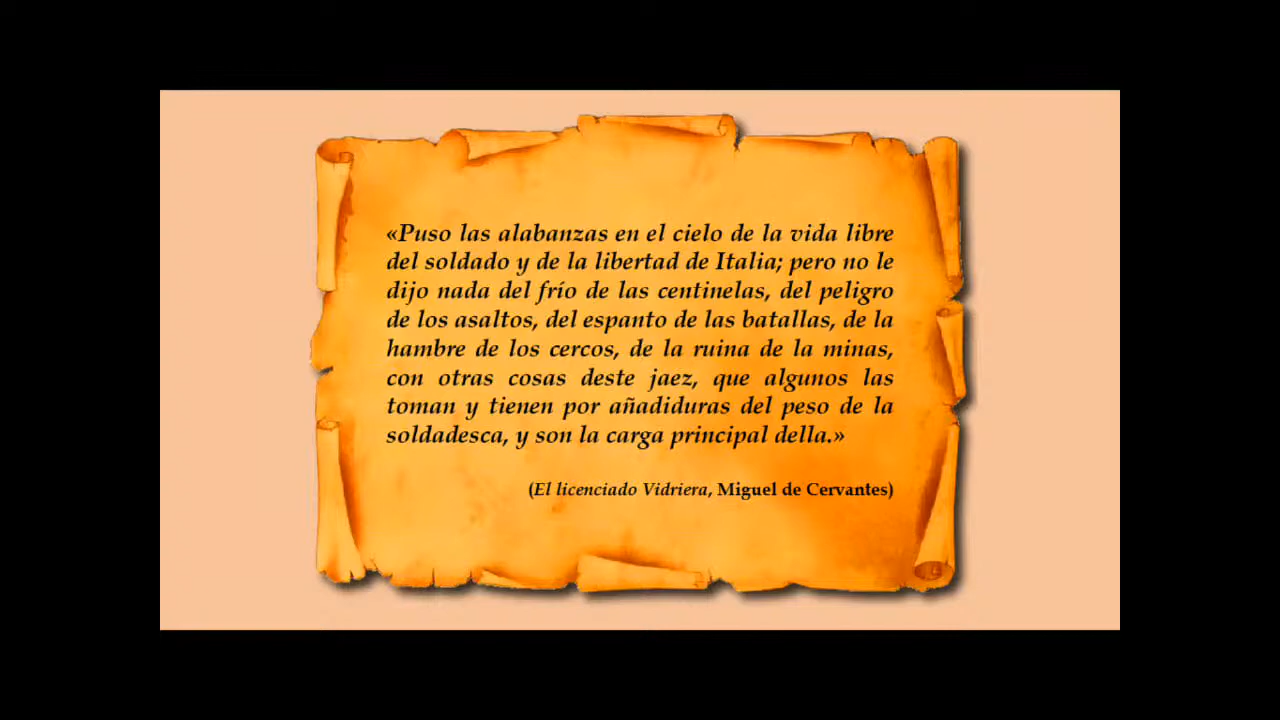 «Puso las alabanzas en el cielo de la vida libre
del soldado y de la libertad de Italia; pero no le
dijo nada del frío de las centinelas, del peligro
de los asaltos, del espanto de las batallas, de la
hambre de los cercos, de la ruina de la minas,
con otras cosas deste jaez, que algunos las
toman y tienen por añadiduras del peso de la
soldadesca, y son la carga principal della.»
(El licenciado Vidriera, Miguel de Cervantes)